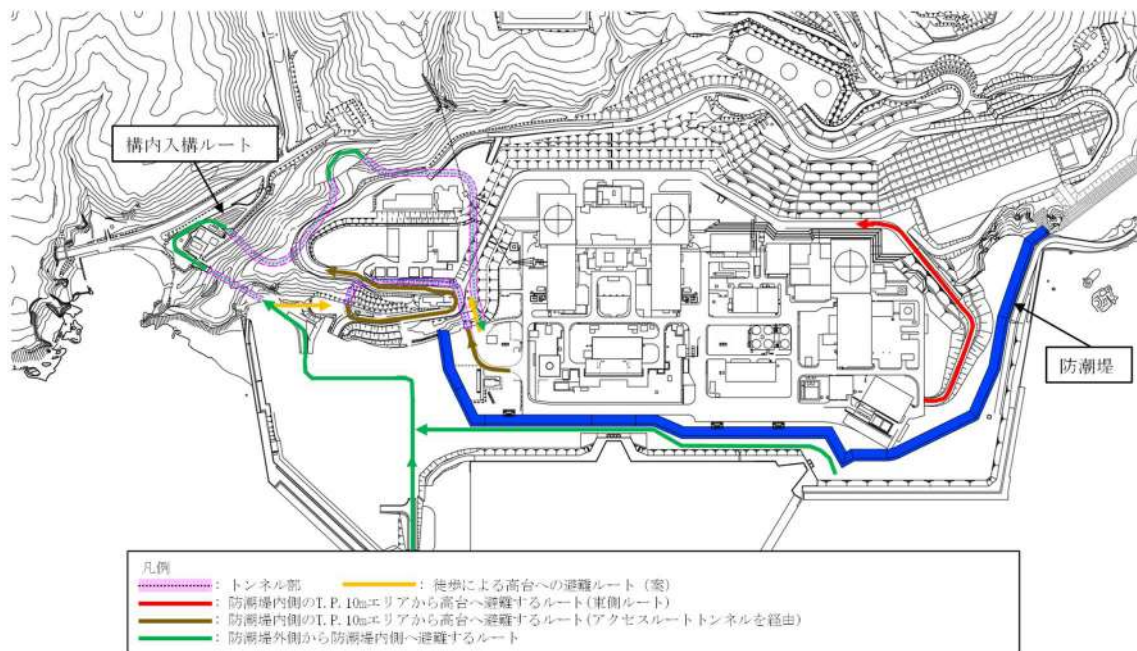 構内入構ルート
防潮堤
凡例
：トンネル部
：徒歩による高台への避難ルート（案）
：防潮堤内側のT.P.10mエリアから高台へ避難するルート(東側ルート)
：防潮堤内側のT.P.10mエリアから高台へ避難するルート(アクセスルートトンネルを経由)
：防潮堤外側から防潮堤内側へ避難するルート